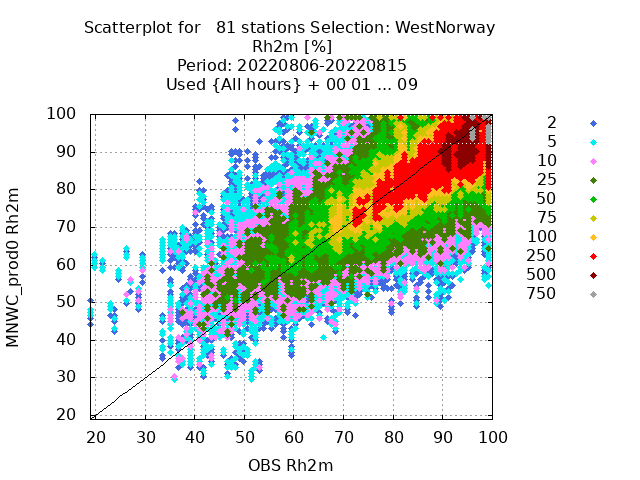 Scatterplot for   81 stations Selection: WestNorway
Rh2m [%]
Period: 20220806-20220815
Used {All hours} + 00 01 ... 09
MNWC_prod0 Rh2m
100
90
80
70
60
50
40
30
20
20 30 40 50 60 70 80 90 100
OBS Rh2m
2
5
10
25
50
75
100
250
500
750